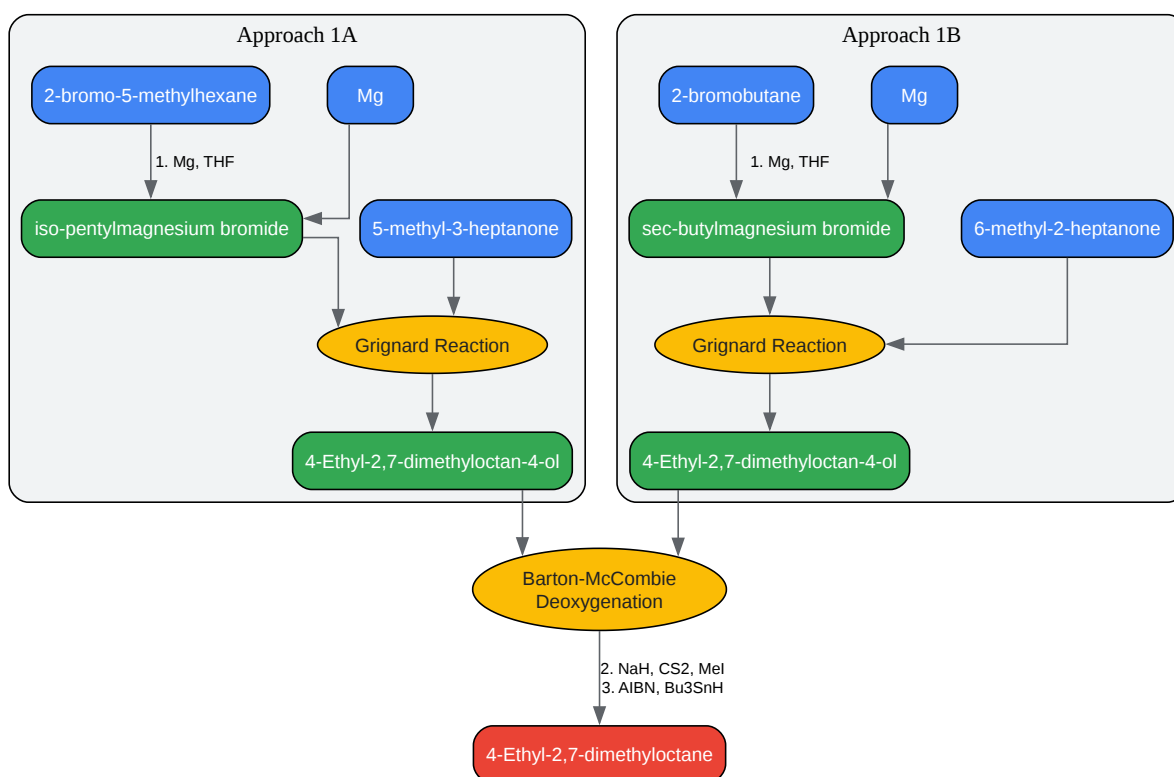 Approach 1A
Approach 1B
2-bromo-5-methylhexane
Mg
2-bromobutane
Mg
1. Mg, THF
1. Mg, THF
iso-pentylmagnesium bromide
5-methyl-3-heptanone
sec-butylmagnesium bromide
6-methyl-2-heptanone
Grignard Reaction
Grignard Reaction
4-Ethyl-2,7-dimethyloctan-4-ol
4-Ethyl-2,7-dimethyloctan-4-ol
Barton-McCombie
Deoxygenation
2. NaH, CS2, MeI
3. AIBN, Bu3SnH
4-Ethyl-2,7-dimethyloctane